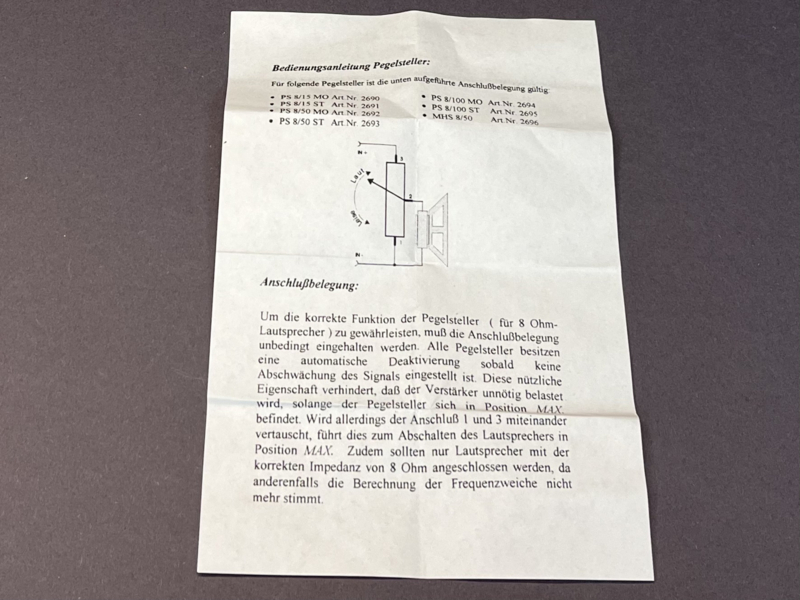 Bedienungsanleitung Pegelsteller:
Für folgende Pegelsteller ist die unten aufgeführte Anschlußbelegung gültig:
• PS 8/15 MO Art.Nr. 2690
• PS 8/15 ST Art.Nr. 2691
• PS 8/50 MO Art.Nr. 2692
• PS 8/50 ST Art.Nr. 2693
• PS 8/100 MO Art.Nr. 2694
• PS 8/100 ST Art.Nr. 2695
• MHS 8/50 Art.Nr. 2696
IN +
3
Laut
2
Leise
1
IN -
Anschlußbelegung:
Um die korrekte Funktion der Pegelsteller ( für 8 Ohm-
Lautsprecher ) zu gewährleisten, muß die Anschlußbelegung
unbedingt eingehalten werden. Alle Pegelsteller besitzen
eine automatische Deaktivierung sobald keine
Abschwächung des Signals eingestellt ist. Diese nützliche
Eigenschaft verhindert, daß der Verstärker unnötig belastet
wird, solange der Pegelsteller sich in Position MAX.
befindet. Wird allerdings der Anschluß 1 und 3 miteinander
vertauscht, führt dies zum Abschalten des Lautsprechers in
Position MAX. Zudem sollten nur Lautsprecher mit der
korrekten Impedanz von 8 Ohm angeschlossen werden, da
anderenfalls die Berechnung der Frequenzweiche nicht
mehr stimmt.